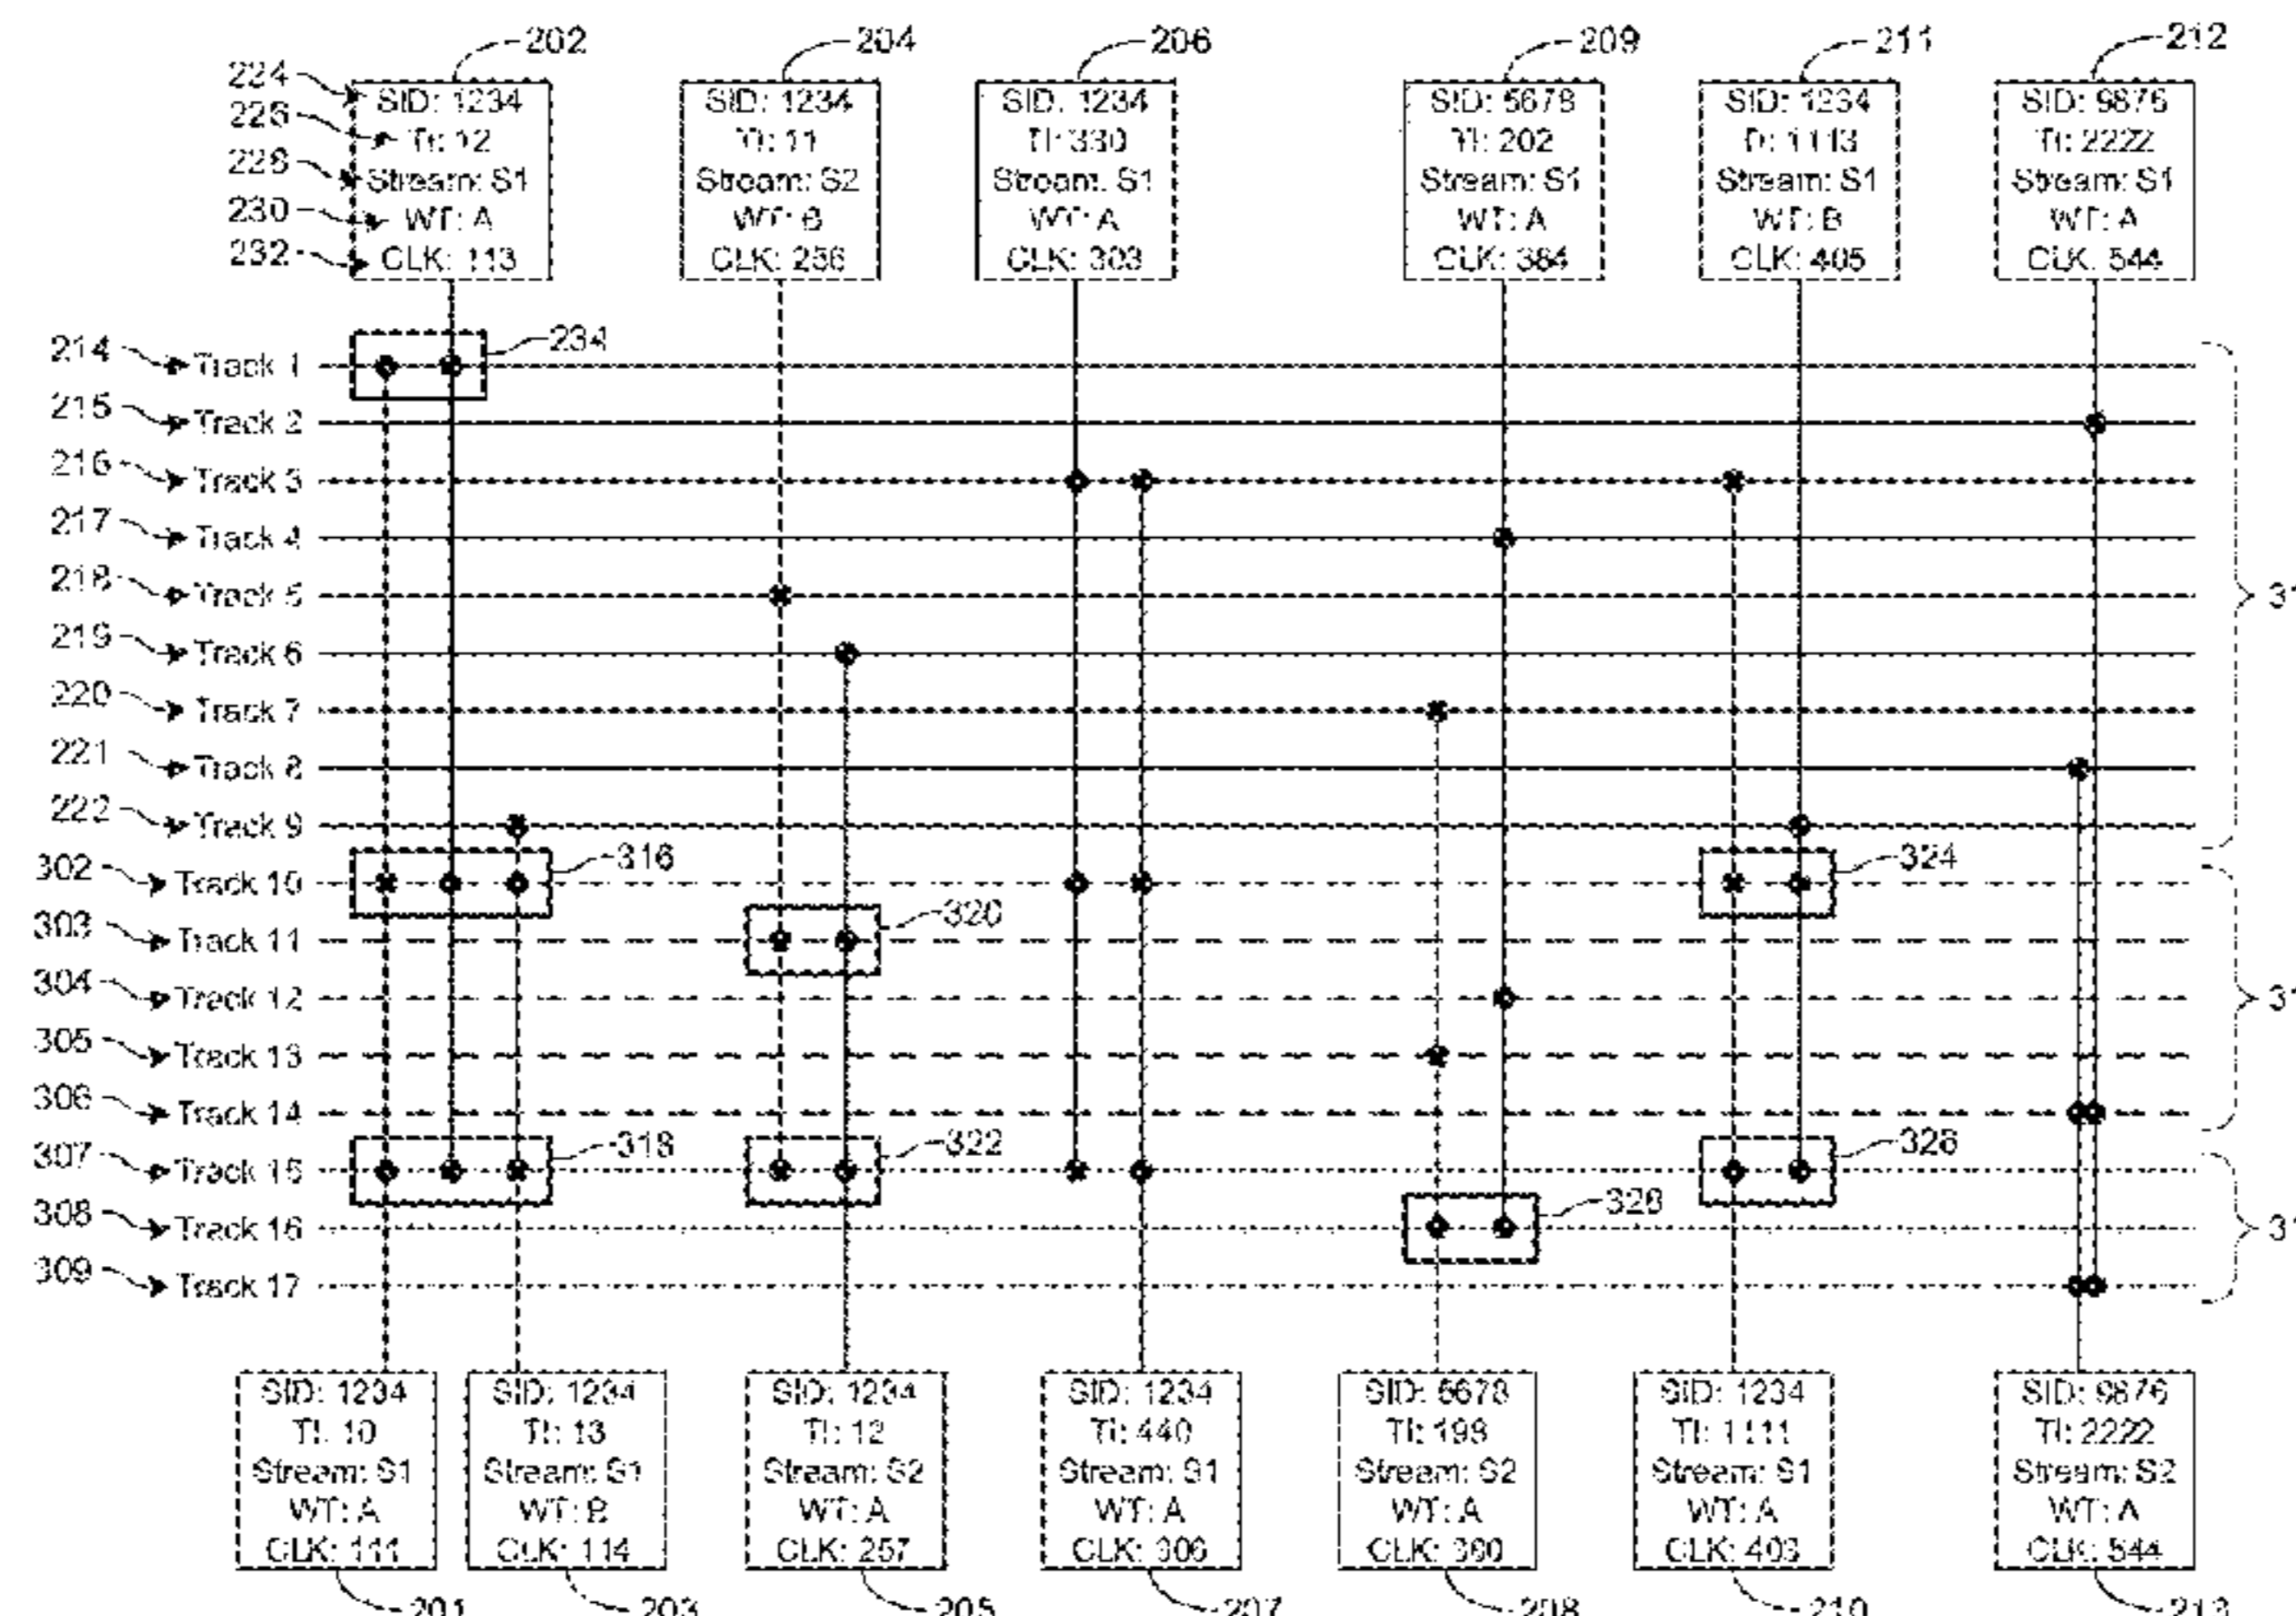 202 204 206 209 211 212
224 SID: 1234
226 TI: 12
228 Stream: S1
230 WT: A
232 CLK: 113
SID: 1234
TI: 11
Stream: S2
WT: B
CLK: 256
SID: 1234
TI: 330
Stream: S1
WT: A
CLK: 303
SID: 5678
TI: 202
Stream: S1
WT: A
CLK: 384
SID: 1234
TI: 1113
Stream: S1
WT: B
CLK: 405
SID: 9876
TI: 2222
Stream: S1
WT: A
CLK: 544
214 Track 1 234
215 Track 2
216 Track 3
217 Track 4
218 Track 5
219 Track 6
220 Track 7
221 Track 8
222 Track 9
302 Track 10 316 324
303 Track 11 320
304 Track 12
305 Track 13
306 Track 14
307 Track 15 318 322 326
308 Track 16 328
309 Track 17
SID: 1234
TI: 10
Stream: S1
WT: A
CLK: 111
SID: 1234
TI: 13
Stream: S1
WT: B
CLK: 114
SID: 1234
TI: 12
Stream: S2
WT: A
CLK: 257
SID: 1234
TI: 440
Stream: S1
WT: A
CLK: 306
SID: 5678
TI: 198
Stream: S2
WT: A
CLK: 380
SID: 1234
TI: 1111
Stream: S1
WT: A
CLK: 403
SID: 9876
TI: 2222
Stream: S2
WT: A
CLK: 544
201 203 205 207 208 210 213